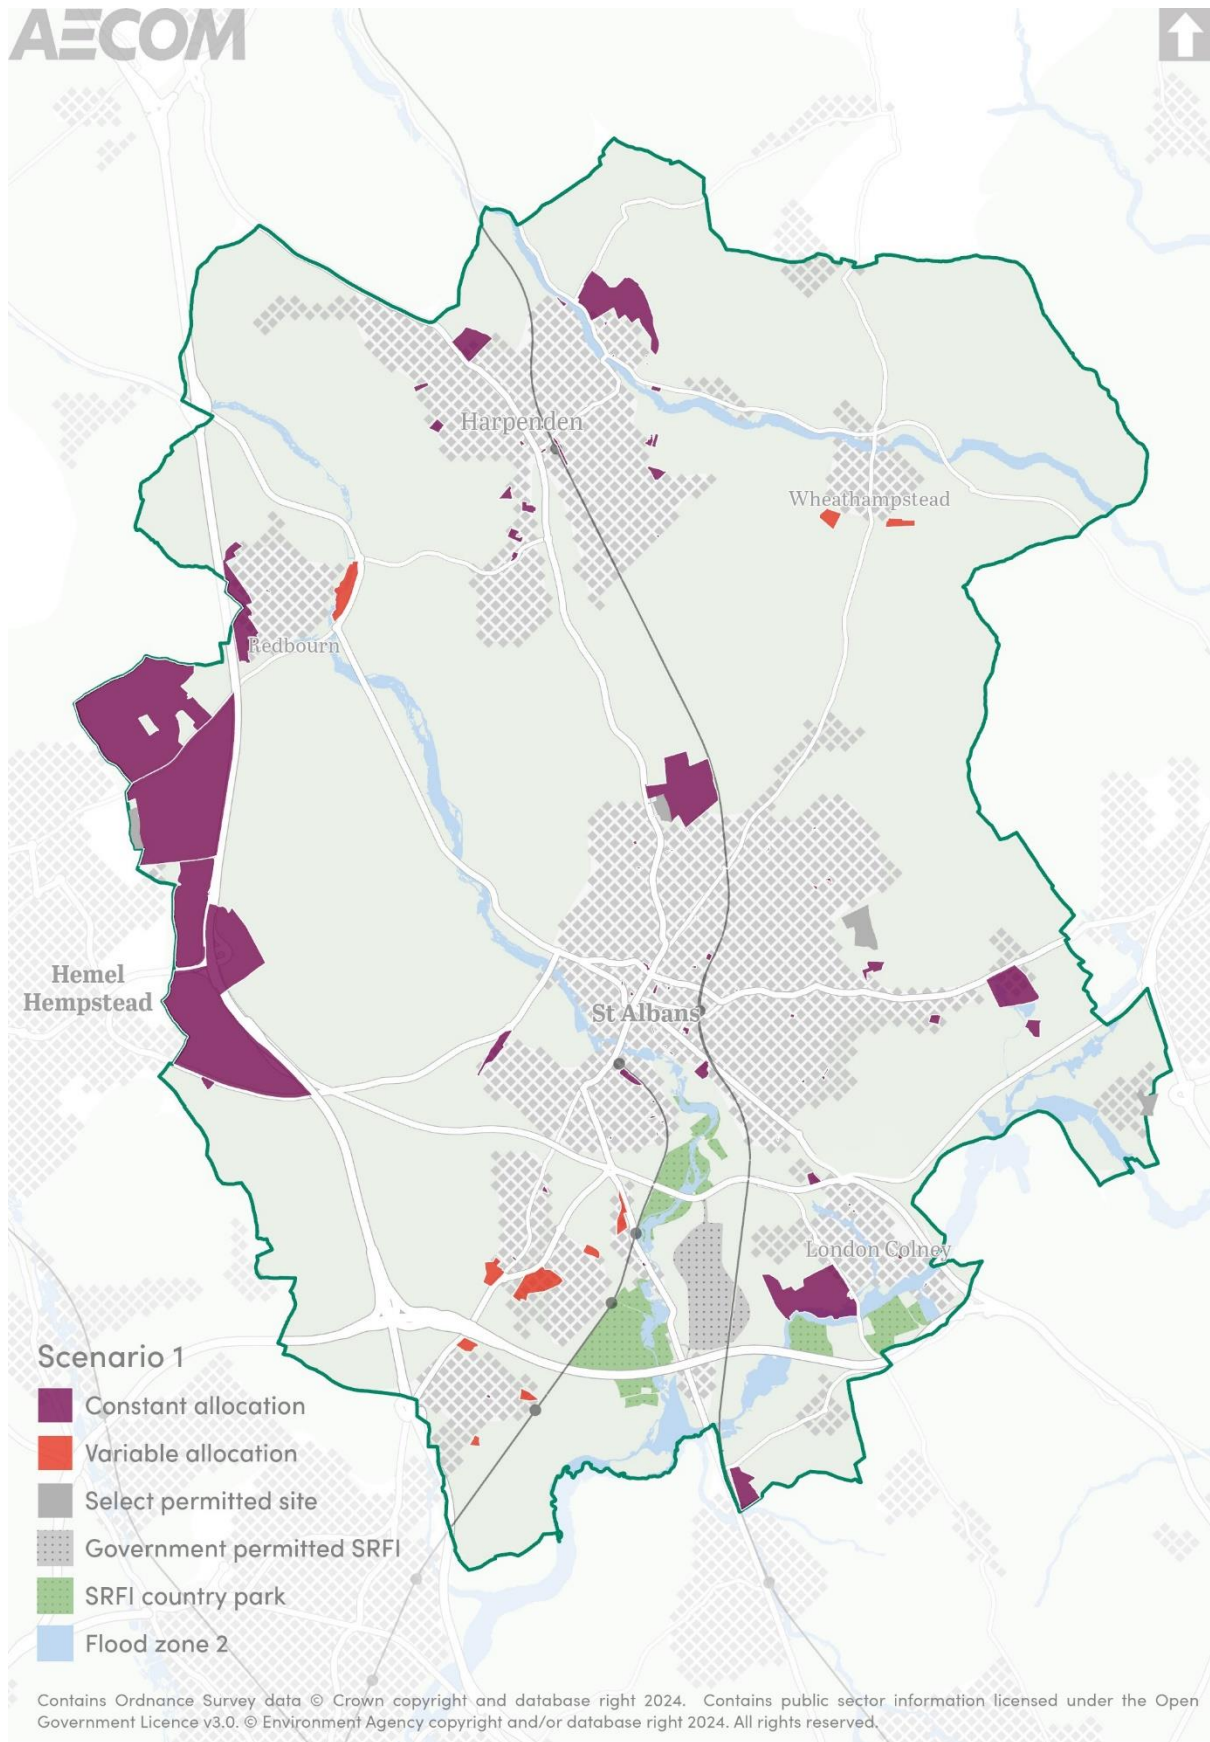 AECOM
Harpenden
Wheathampstead
Redbourn
Hemel
Hempstead
St Albans
London Colney
Scenario 1
Constant allocation
Variable allocation
Select permitted site
Government permitted SRFI
SRFI country park
Flood zone 2
Contains Ordnance Survey data © Crown copyright and database right 2024. Contains public sector information licensed under the Open
Government Licence v3.0. © Environment Agency copyright and/or database right 2024. All rights reserved.